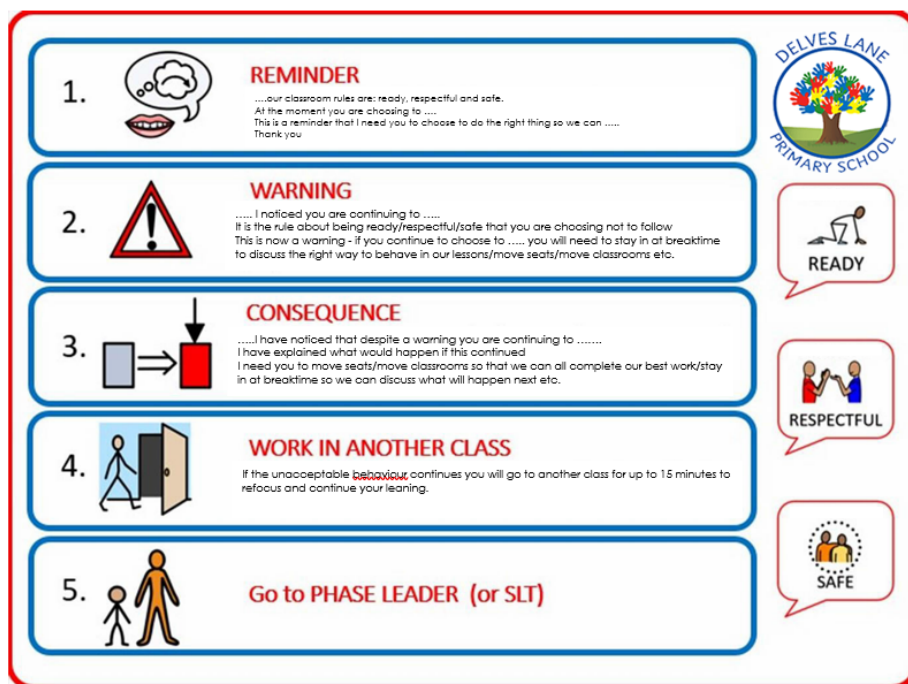 1.
REMINDER
....our classroom rules are: ready, respectful and safe.
At the moment you are choosing to ....
This is a reminder that I need you to choose to do the right thing so we can .....
Thank you
2.
WARNING
..... I noticed you are continuing to .....
It is the rule about being ready/respectful/safe that you are choosing not to follow
This is now a warning - if you continue to choose to ..... you will need to stay in at breaktime
to discuss the right way to behave in our lessons/move seats/move classrooms etc.
3.
CONSEQUENCE
.....I have noticed that despite a warning you are continuing to .......
I have explained what would happen if this continued
I need you to move seats/move classrooms so that we can all complete our best work/stay
in at breaktime so we can discuss what will happen next etc.
4.
WORK IN ANOTHER CLASS
If the unacceptable behaviour continues you will go to another class for up to 15 minutes to
refocus and continue your leaning.
5.
Go to PHASE LEADER (or SLT)
DELVES LANE
PRIMARY SCHOOL
READY
RESPECTFUL
SAFE